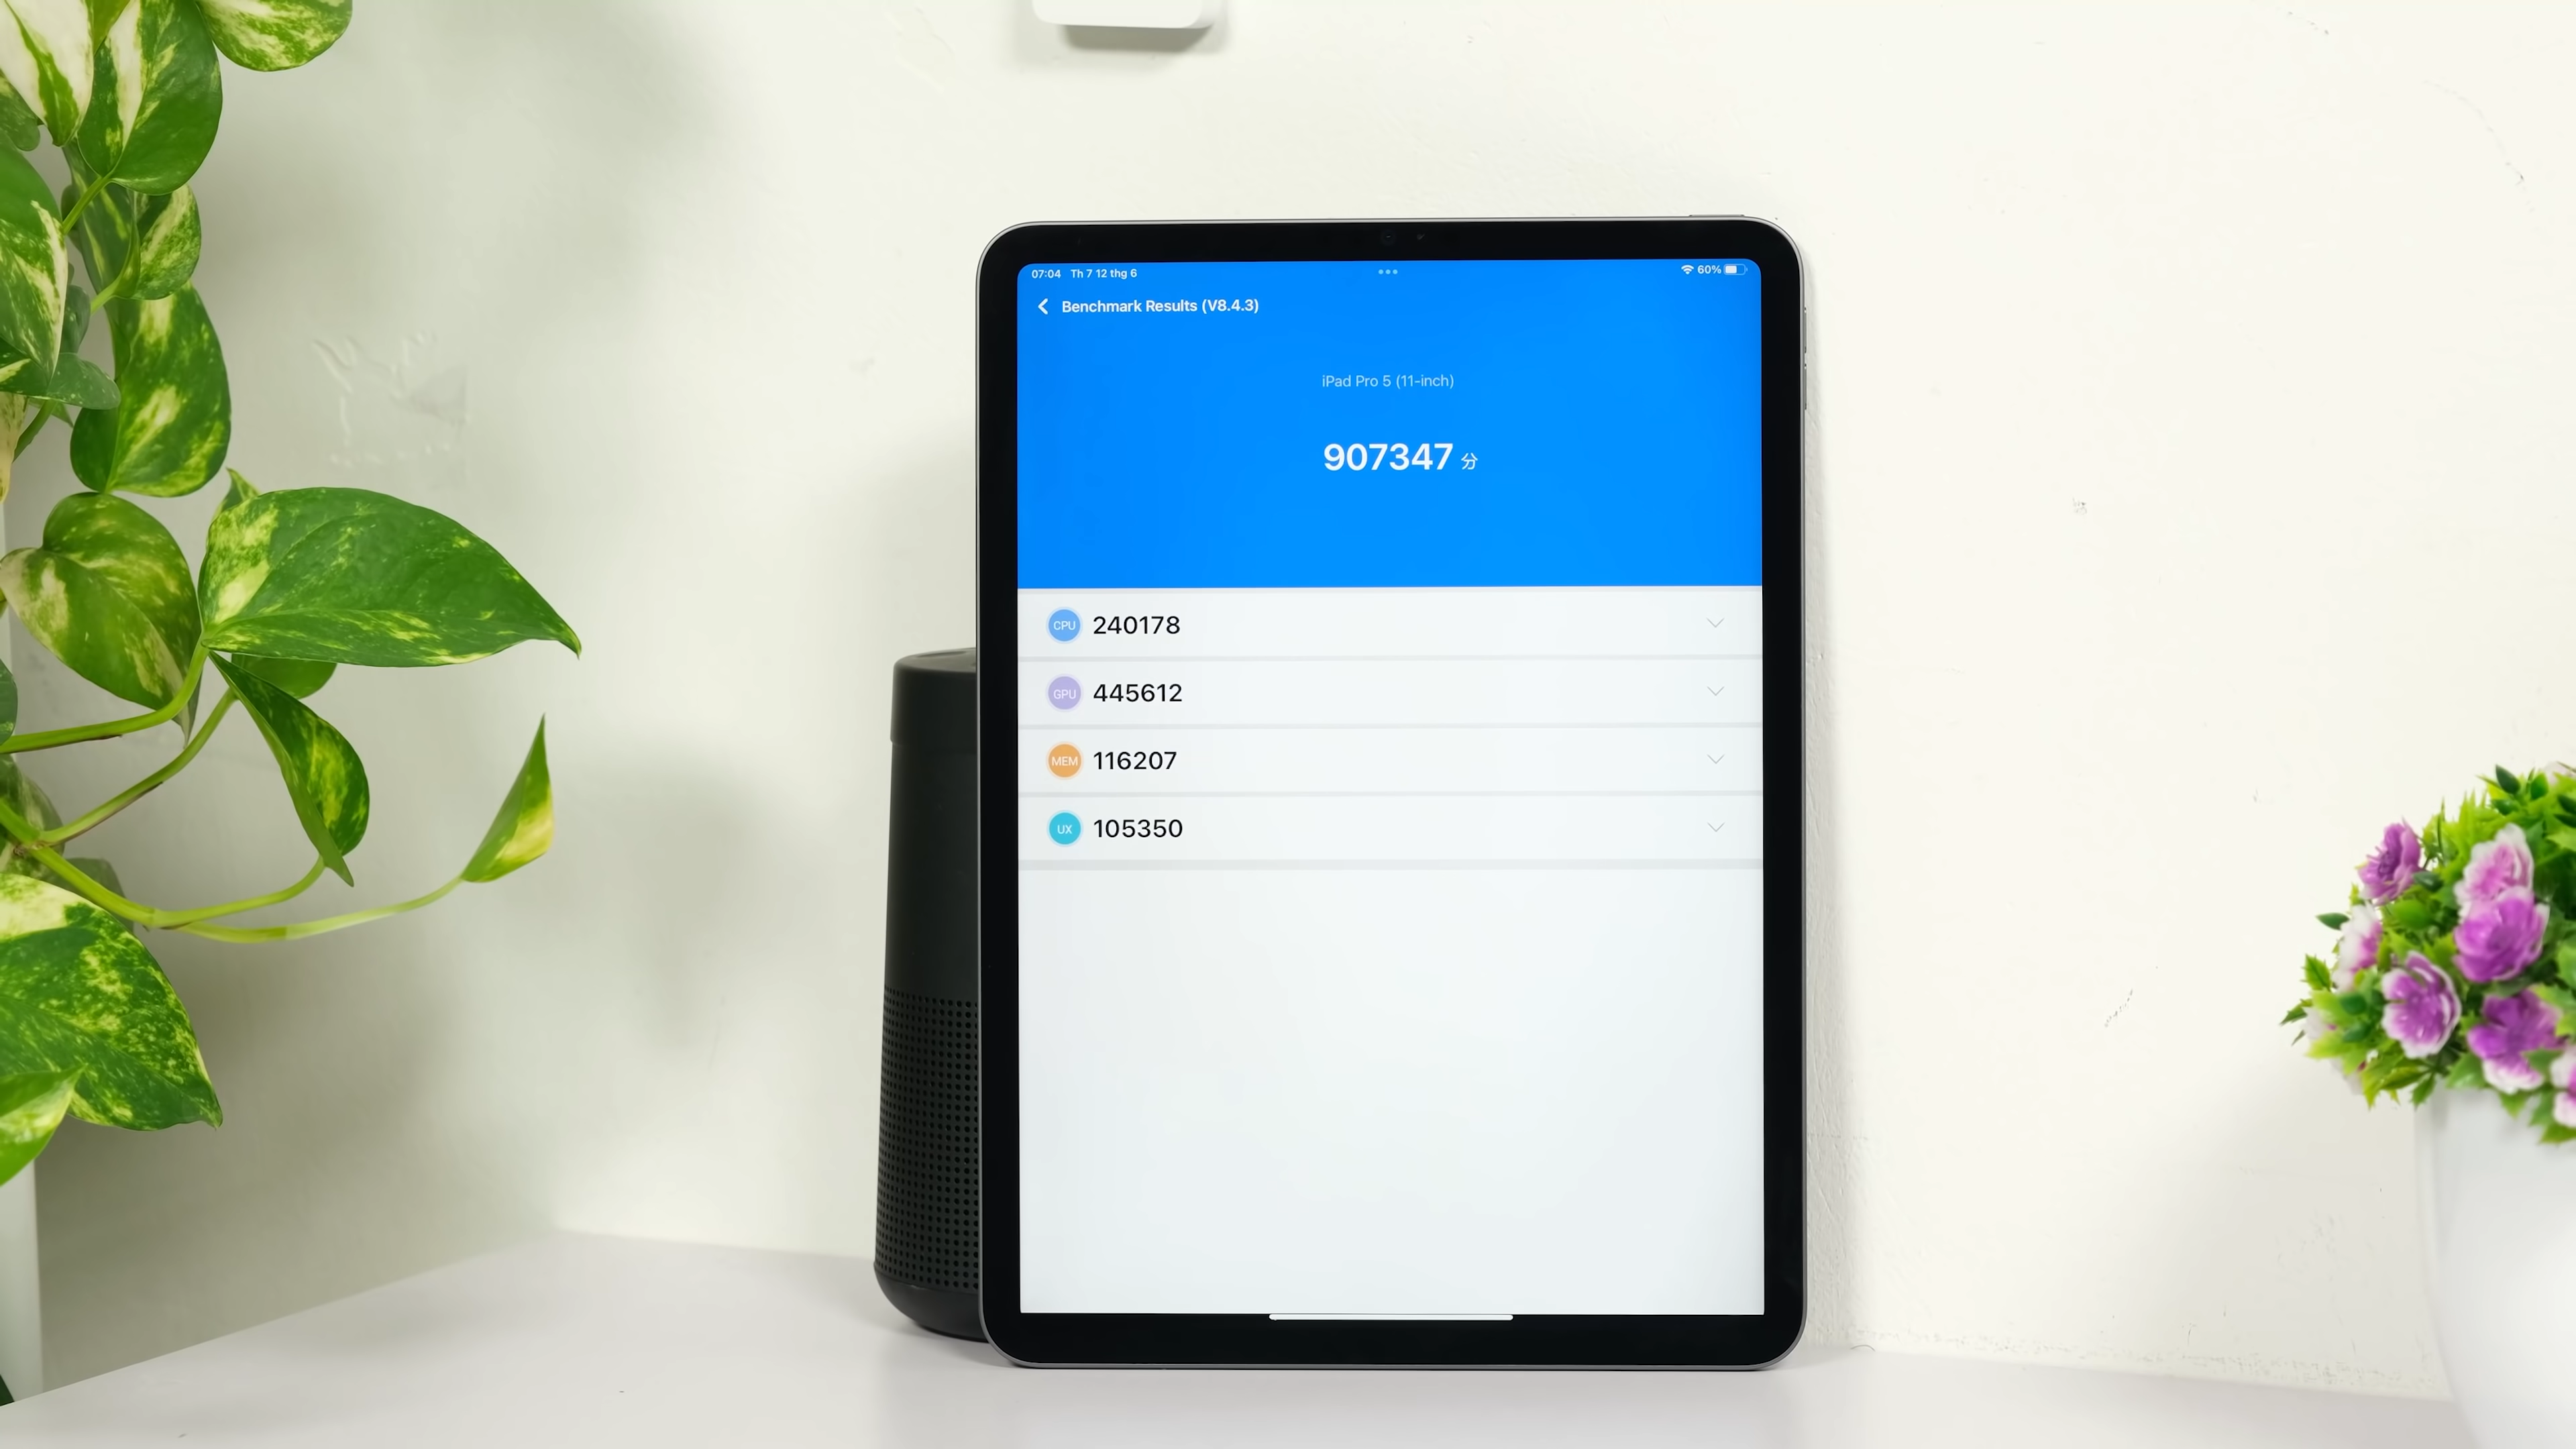 07:04 Th 7 12 thg 6
60%
Benchmark Results (V8.4.3)
iPad Pro 5 (11-inch)
907347 分
CPU 240178
GPU 445612
MEM 116207
UX 105350